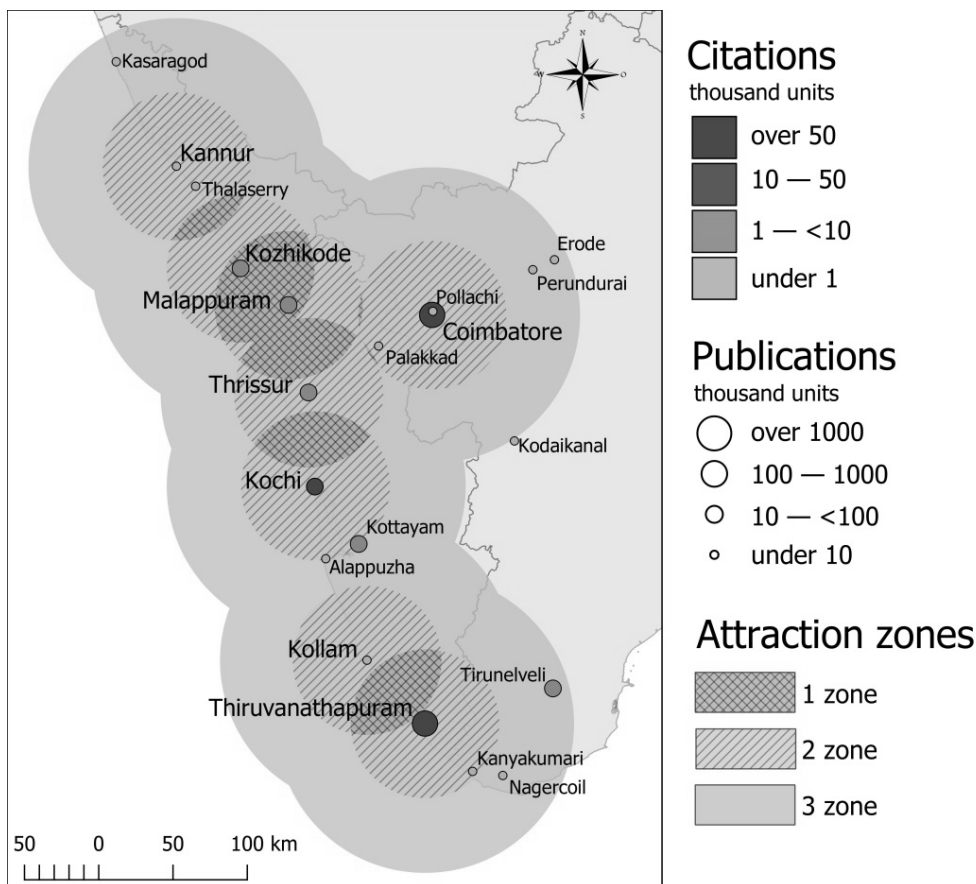 Kasaragod
N
W
O
S
Kannur
Thalaserry
Kozhikode
Erode
Perundurai
Malappuram
Pollachi
Coimbatore
Palakkad
Thrissur
Kodaikanal
Kochi
Kottayam
Alappuzha
Kollam
Tirunelveli
Thiruvanathapuram
Kanyakumari
Nagercoil
50 0 50 100 km
Citations
thousand units
over 50
10 — 50
1 — <10
under 1
Publications
thousand units
over 1000
100 — 1000
10 — <100
under 10
Attraction zones
1 zone
2 zone
3 zone